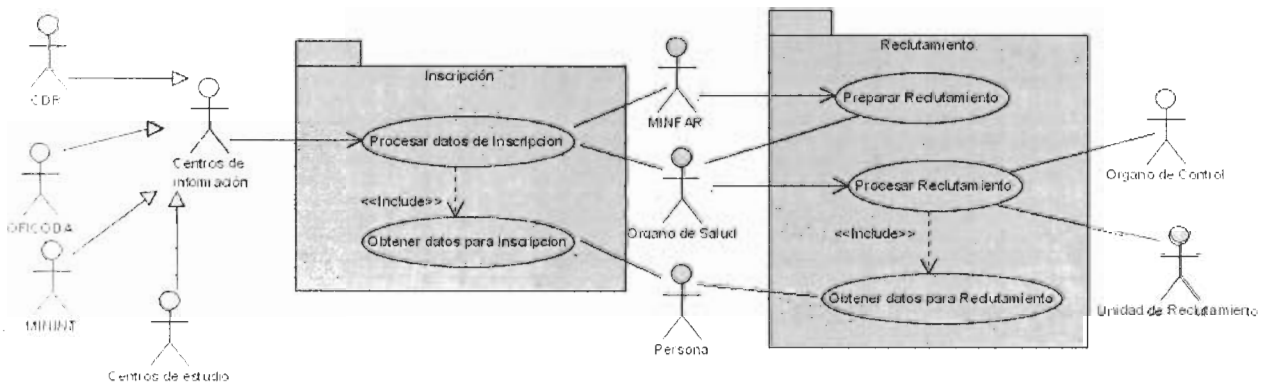 Inscripción
Reclutamiento
CDR
Centros de
información
OFICODA
MININT
Centros de estudio
Procesar datos de Inscripcion
<<Include>>
Obtener datos para Inscripcion
MINFAR
Organo de Salud
Persona
Preparar Reclutamiento
Procesar Reclutamiento
<<Include>>
Obtener datos para Reclutamiento
Organo de Control
Unidad de Reclutamiento